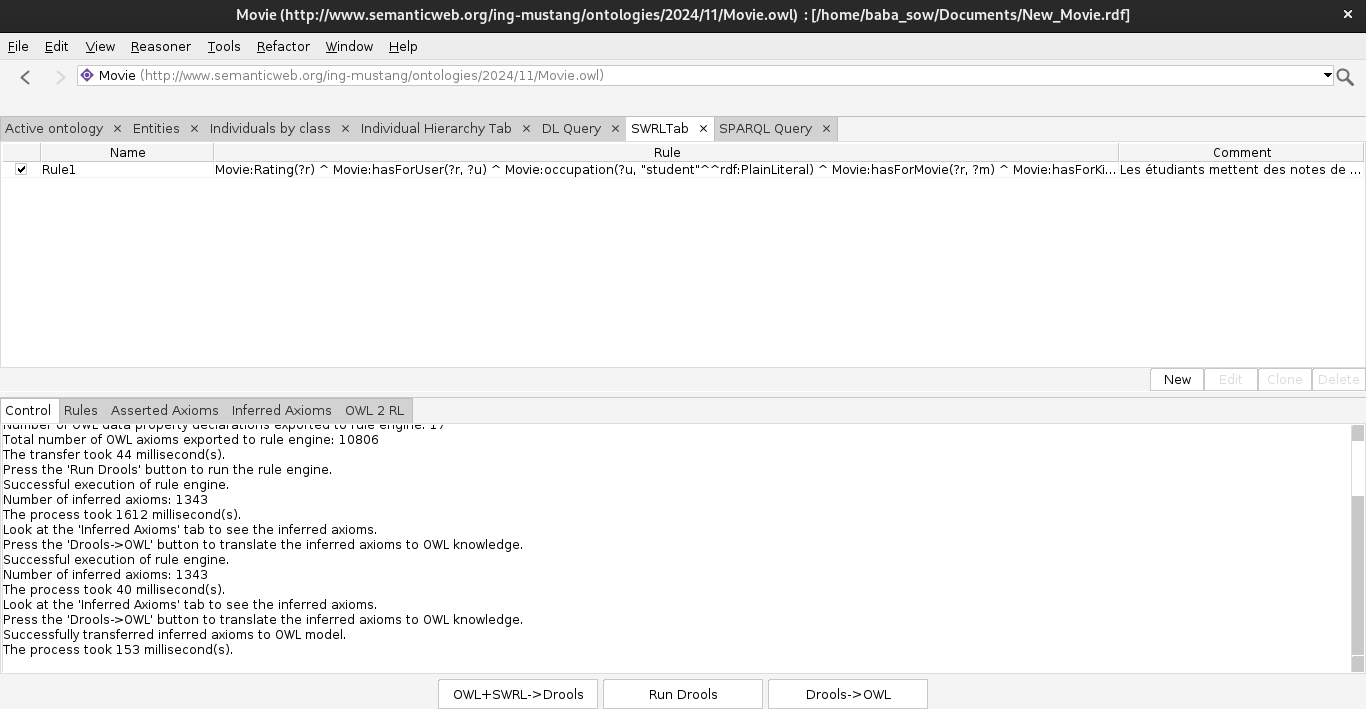 Movie (http://www.semanticweb.org/ing-mustang/ontologies/2024/11/Movie.owl) : [/home/baba_sow/Documents/New_Movie.rdf]
File Edit View Reasoner Tools Refactor Window Help
Movie (http://www.semanticweb.org/ing-mustang/ontologies/2024/11/Movie.owl)
Active ontology × Entities × Individuals by class × Individual Hierarchy Tab × DL Query × SWRLTab × SPARQL Query ×
Name Rule Comment
Rule1 Movie:Rating(?r) ^ Movie:hasForUser(?r, ?u) ^ Movie:occupation(?u, "student"^^rdf:PlainLiteral) ^ Movie:hasForMovie(?r, ?m) ^ Movie:hasForKi... Les étudiants mettent des notes de ...
New Edit Clone Delete
Control Rules Asserted Axioms Inferred Axioms OWL 2 RL
Number of OWL data property declarations exported to rule engine: 17
Total number of OWL axioms exported to rule engine: 10806
The transfer took 44 millisecond(s).
Press the 'Run Drools' button to run the rule engine.
Successful execution of rule engine.
Number of inferred axioms: 1343
The process took 1612 millisecond(s).
Look at the 'Inferred Axioms' tab to see the inferred axioms.
Press the 'Drools->OWL' button to translate the inferred axioms to OWL knowledge.
Successful execution of rule engine.
Number of inferred axioms: 1343
The process took 40 millisecond(s).
Look at the 'Inferred Axioms' tab to see the inferred axioms.
Press the 'Drools->OWL' button to translate the inferred axioms to OWL knowledge.
Successfully transferred inferred axioms to OWL model.
The process took 153 millisecond(s).
OWL+SWRL->Drools Run Drools Drools->OWL